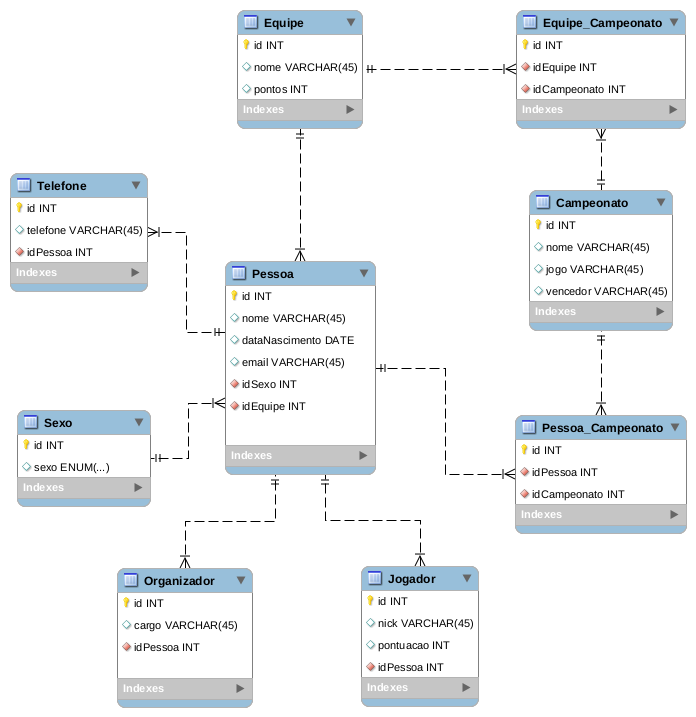 Equipe
id INT
nome VARCHAR(45)
pontos INT
Indexes
Equipe_Campeonato
id INT
idEquipe INT
idCampeonato INT
Indexes
Telefone
id INT
telefone VARCHAR(45)
idPessoa INT
Indexes
Campeonato
id INT
nome VARCHAR(45)
jogo VARCHAR(45)
vencedor VARCHAR(45)
Indexes
Pessoa
id INT
nome VARCHAR(45)
dataNascimento DATE
email VARCHAR(45)
idSexo INT
idEquipe INT
Indexes
Sexo
id INT
sexo ENUM(...)
Indexes
Pessoa_Campeonato
id INT
idPessoa INT
idCampeonato INT
Indexes
Organizador
id INT
cargo VARCHAR(45)
idPessoa INT
Indexes
Jogador
id INT
nick VARCHAR(45)
pontuacao INT
idPessoa INT
Indexes